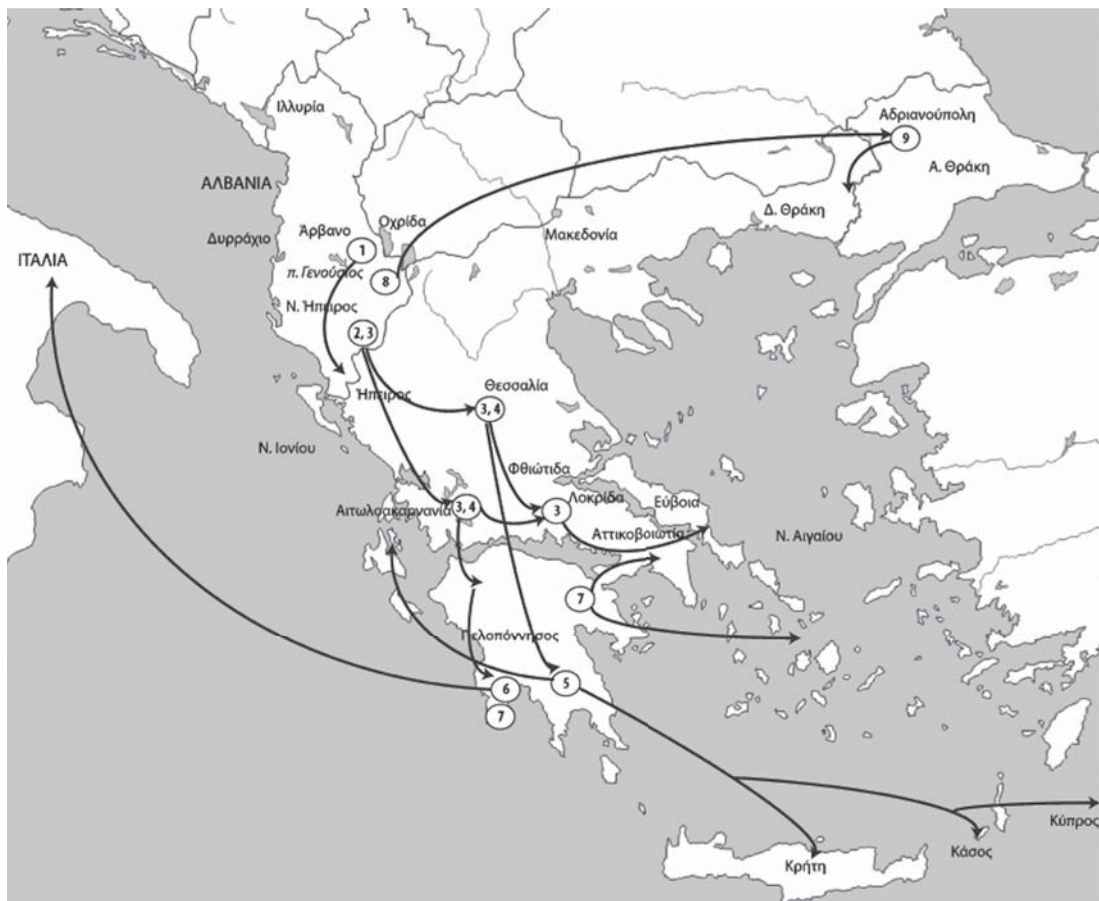 Αδριανούπολη
9
Ιλλυρία
Α. Θράκη
ΑΛΒΑΝΙΑ
Δ. Θράκη
Οχρίδα
Άρβανο
Μακεδονία
Δυρράχιο
1
ΙΤΑΛΙΑ
π. Γενούσιος
8
Ν. Ήπειρος
2, 3
Θεσσαλία
Ήπειρος
3, 4
Ν. Ιονίου
Φθιώτιδα
Λοκρίδα
Εύβοια
Αιτωλοακαρνανία
3, 4
3
Αττικοβοιωτία
Ν. Αιγαίου
7
Πελοπόννησος
5
6
7
Κύπρος
Κάσος
Κρήτη